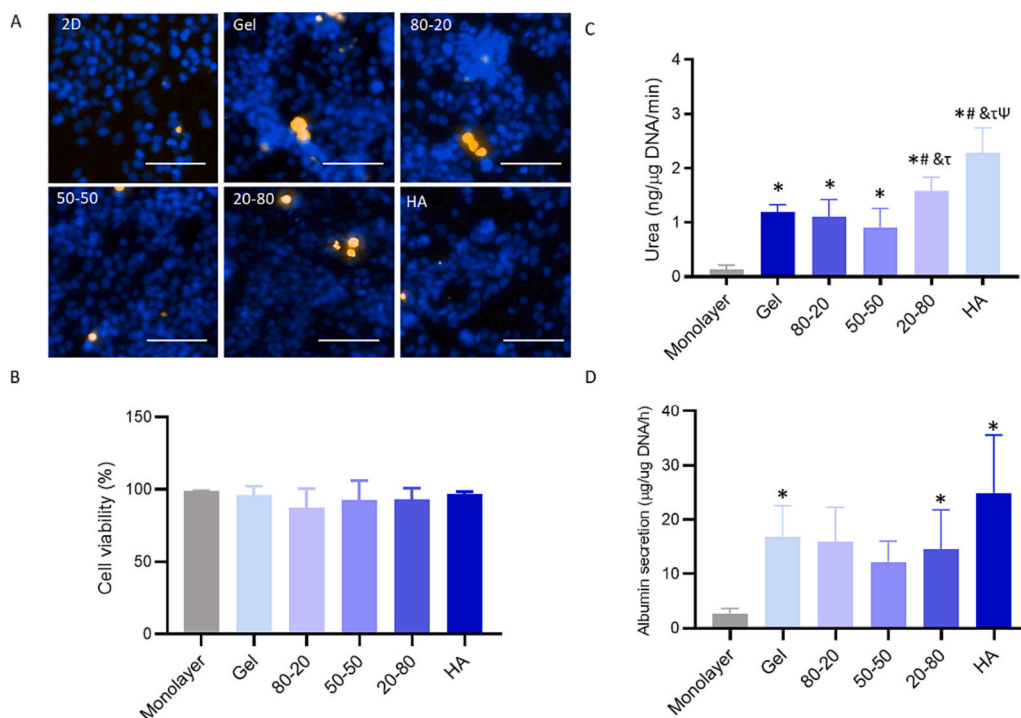 A
2D
Gel
80-20
50-50
20-80
HA
B
Cell viability (%)
150
100
50
0
Monolayer
Gel
80-20
50-50
20-80
HA
C
Urea (ng/µg DNA/min)
4
3
2
1
0
*
*
*
*# &τ
*# &τΨ
Monolayer
Gel
80-20
50-50
20-80
HA
D
Albumin secretion (µg/ug DNA/h)
40
30
20
10
0
*
*
*
Monolayer
Gel
80-20
50-50
20-80
HA